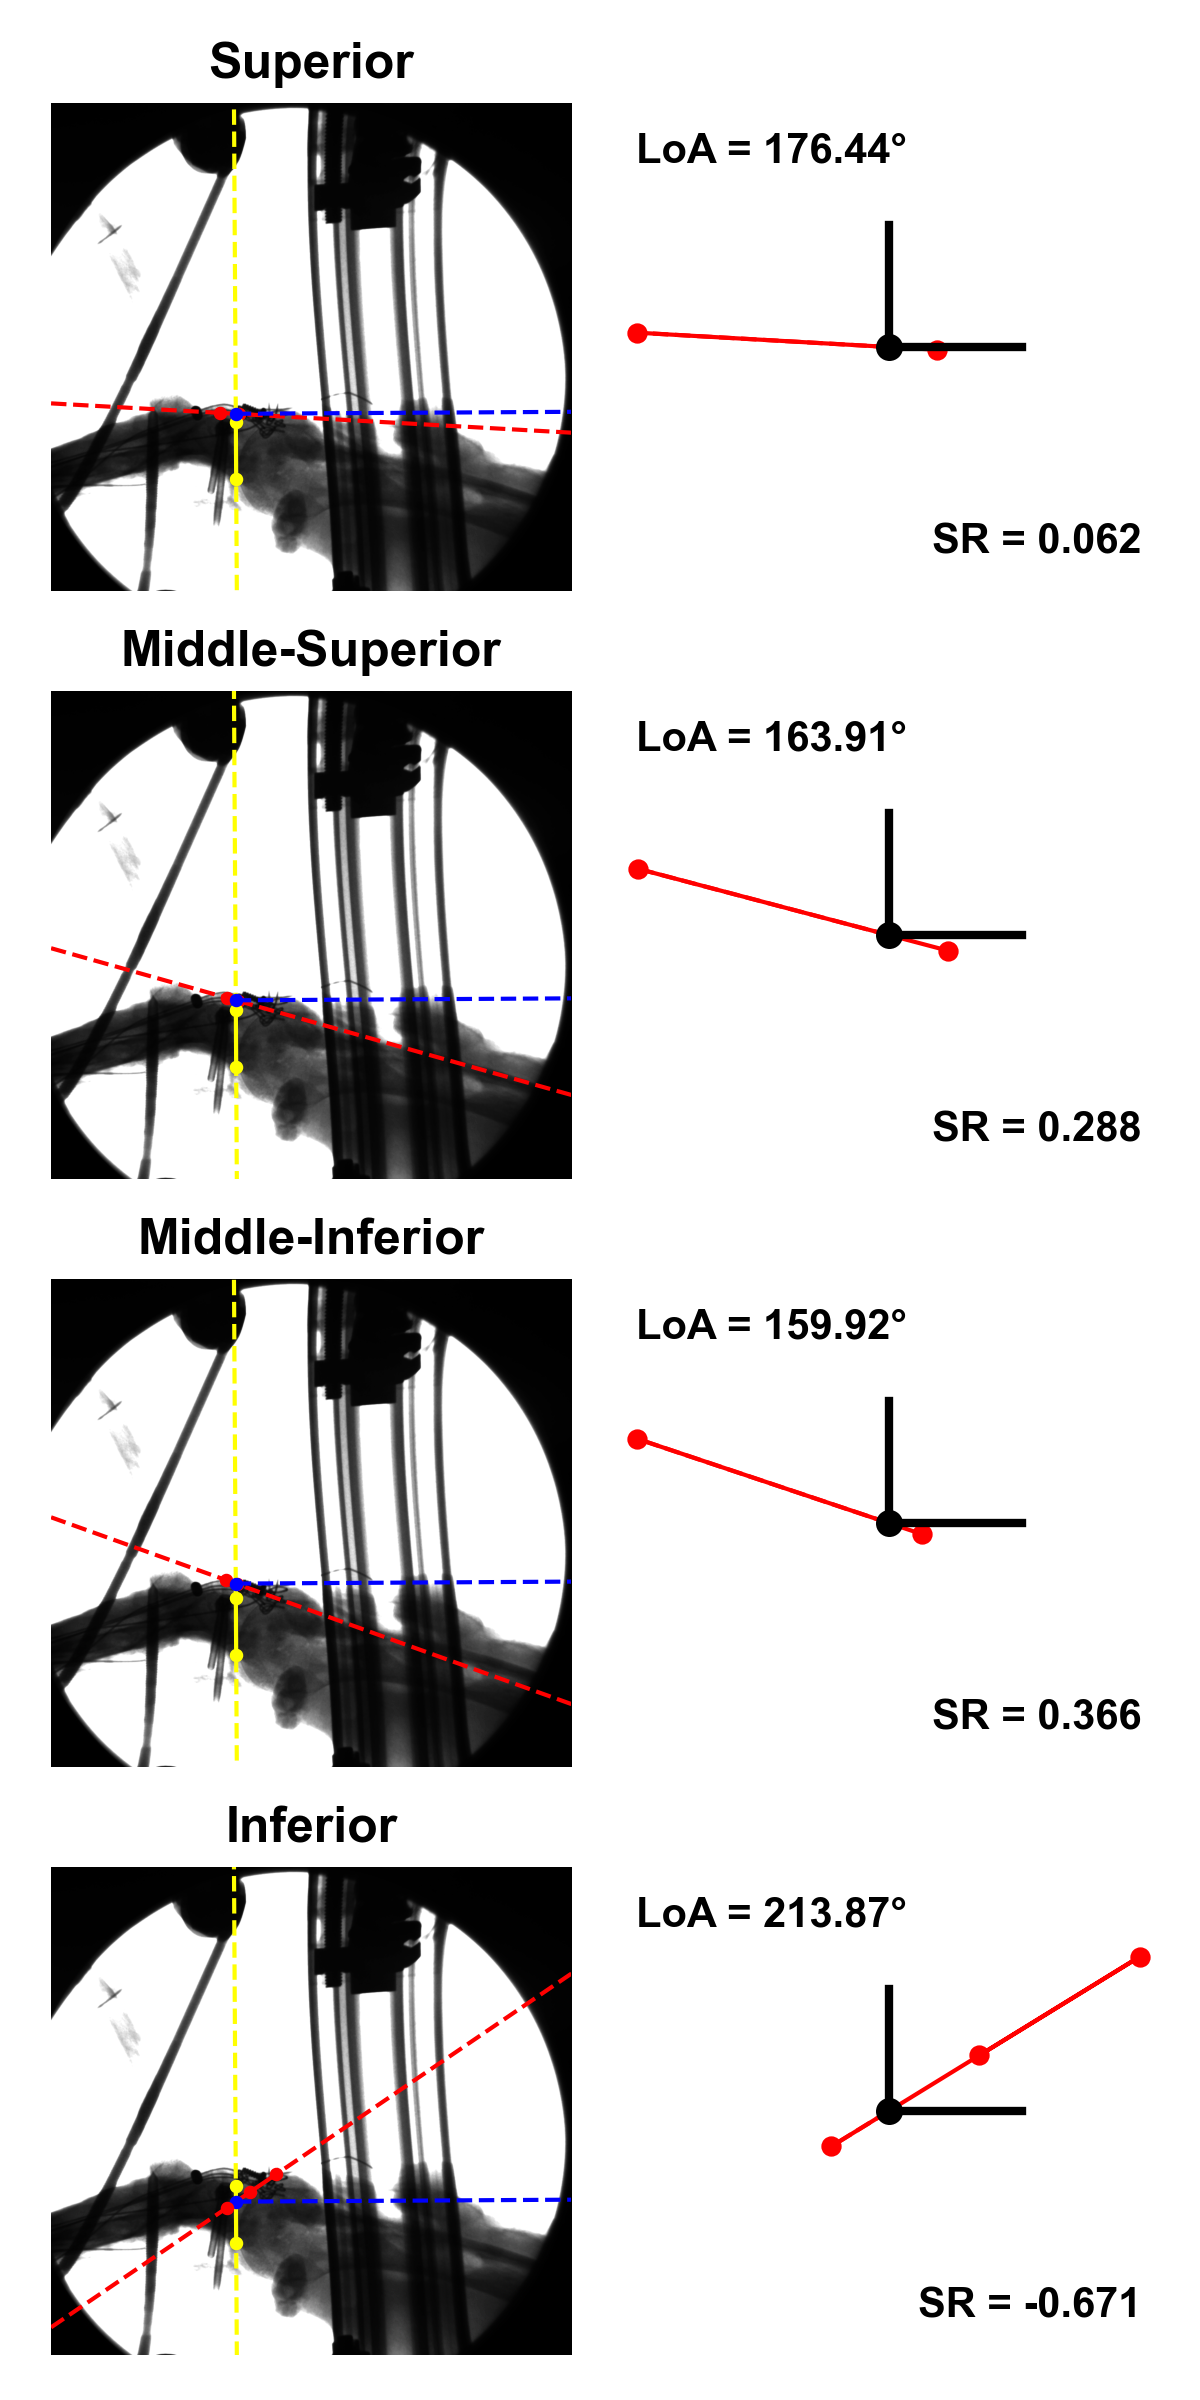 Superior
LoA = 176.44°
SR = 0.062
Middle-Superior
LoA = 163.91°
SR = 0.288
Middle-Inferior
LoA = 159.92°
SR = 0.366
Inferior
LoA = 213.87°
SR = -0.671